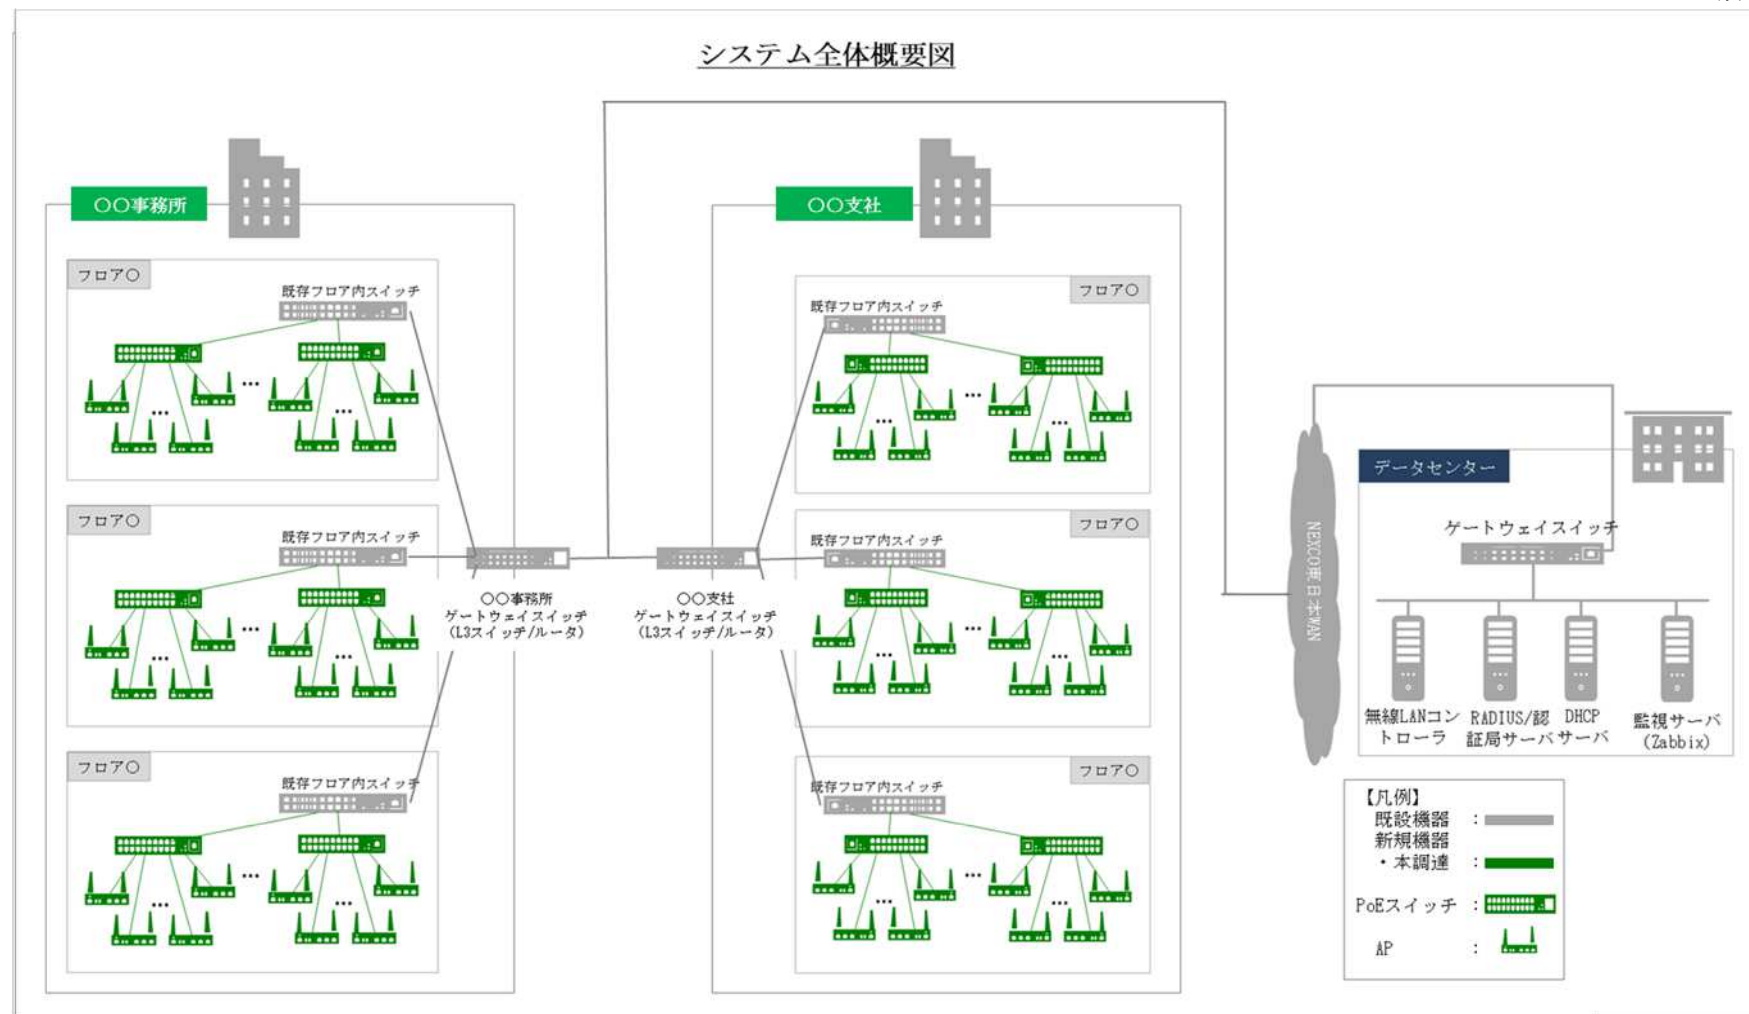 システム全体概要図
〇〇事務所
フロア〇
既存フロア内スイッチ
フロア〇
既存フロア内スイッチ
フロア〇
既存フロア内スイッチ
〇〇事務所
ゲートウェイスイッチ
(L3スイッチ/ルータ)
〇〇支社
ゲートウェイスイッチ
(L3スイッチ/ルータ)
〇〇支社
フロア〇
既存フロア内スイッチ
フロア〇
既存フロア内スイッチ
フロア〇
既存フロア内スイッチ
NEXCO東日本WAN
データセンター
ゲートウェイスイッチ
無線LANコン
トローラ
RADIUS/認
証局サーバ
DHCP
サーバ
監視サーバ
(Zabbix)
【凡例】
既設機器 :
新規機器
・本調達 :
PoEスイッチ :
AP :